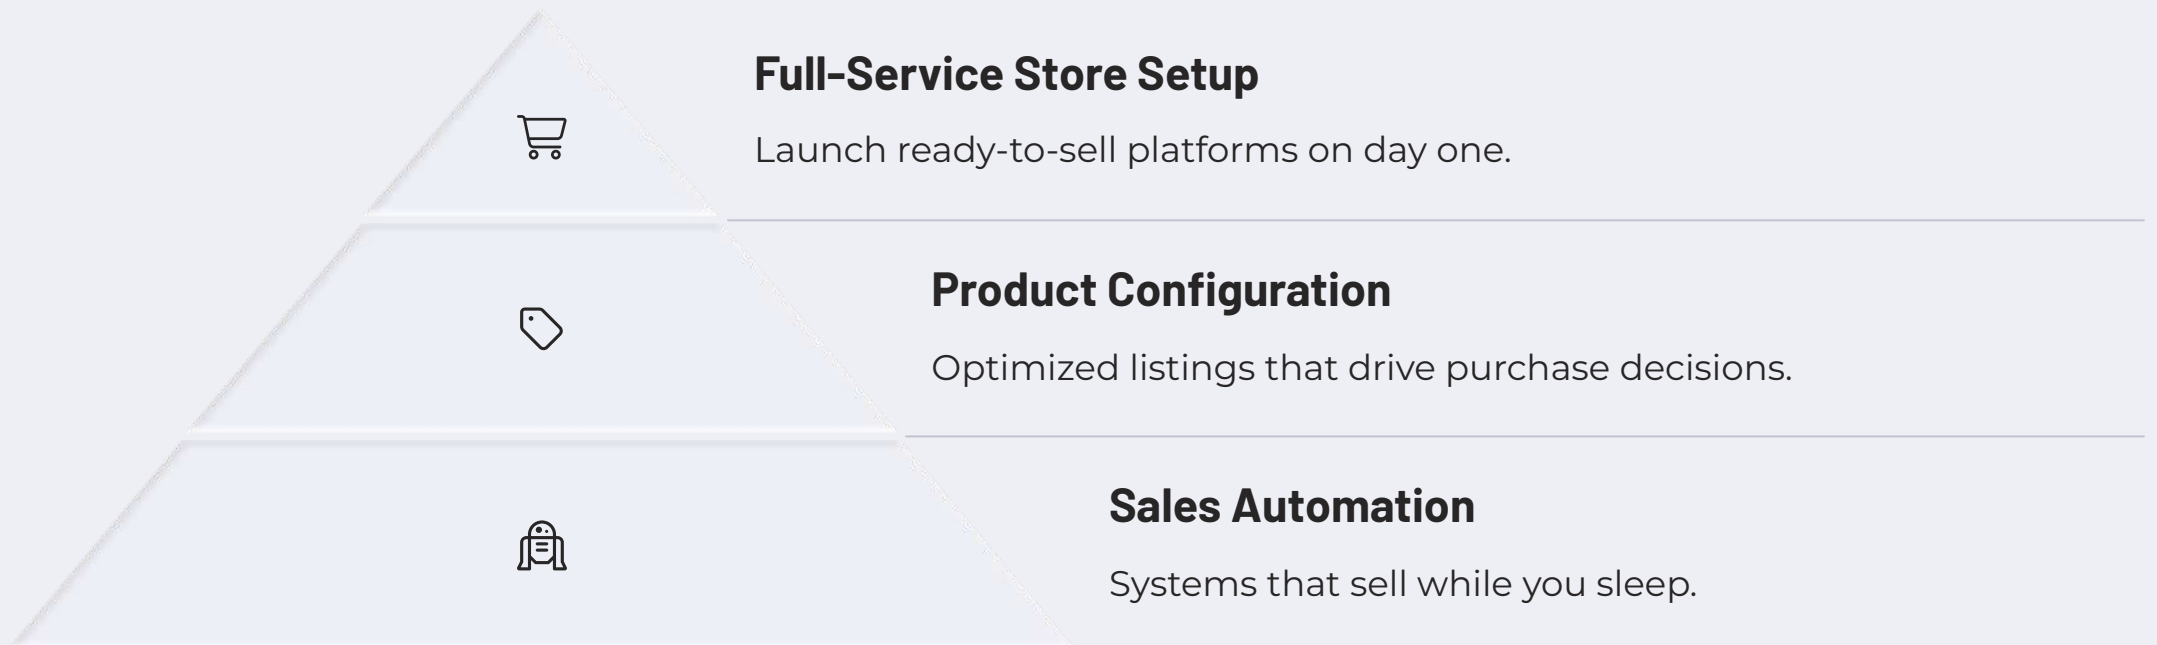 Full-Service Store Setup
Launch ready-to-sell platforms on day one.
Product Configuration
Optimized listings that drive purchase decisions.
Sales Automation
Systems that sell while you sleep.